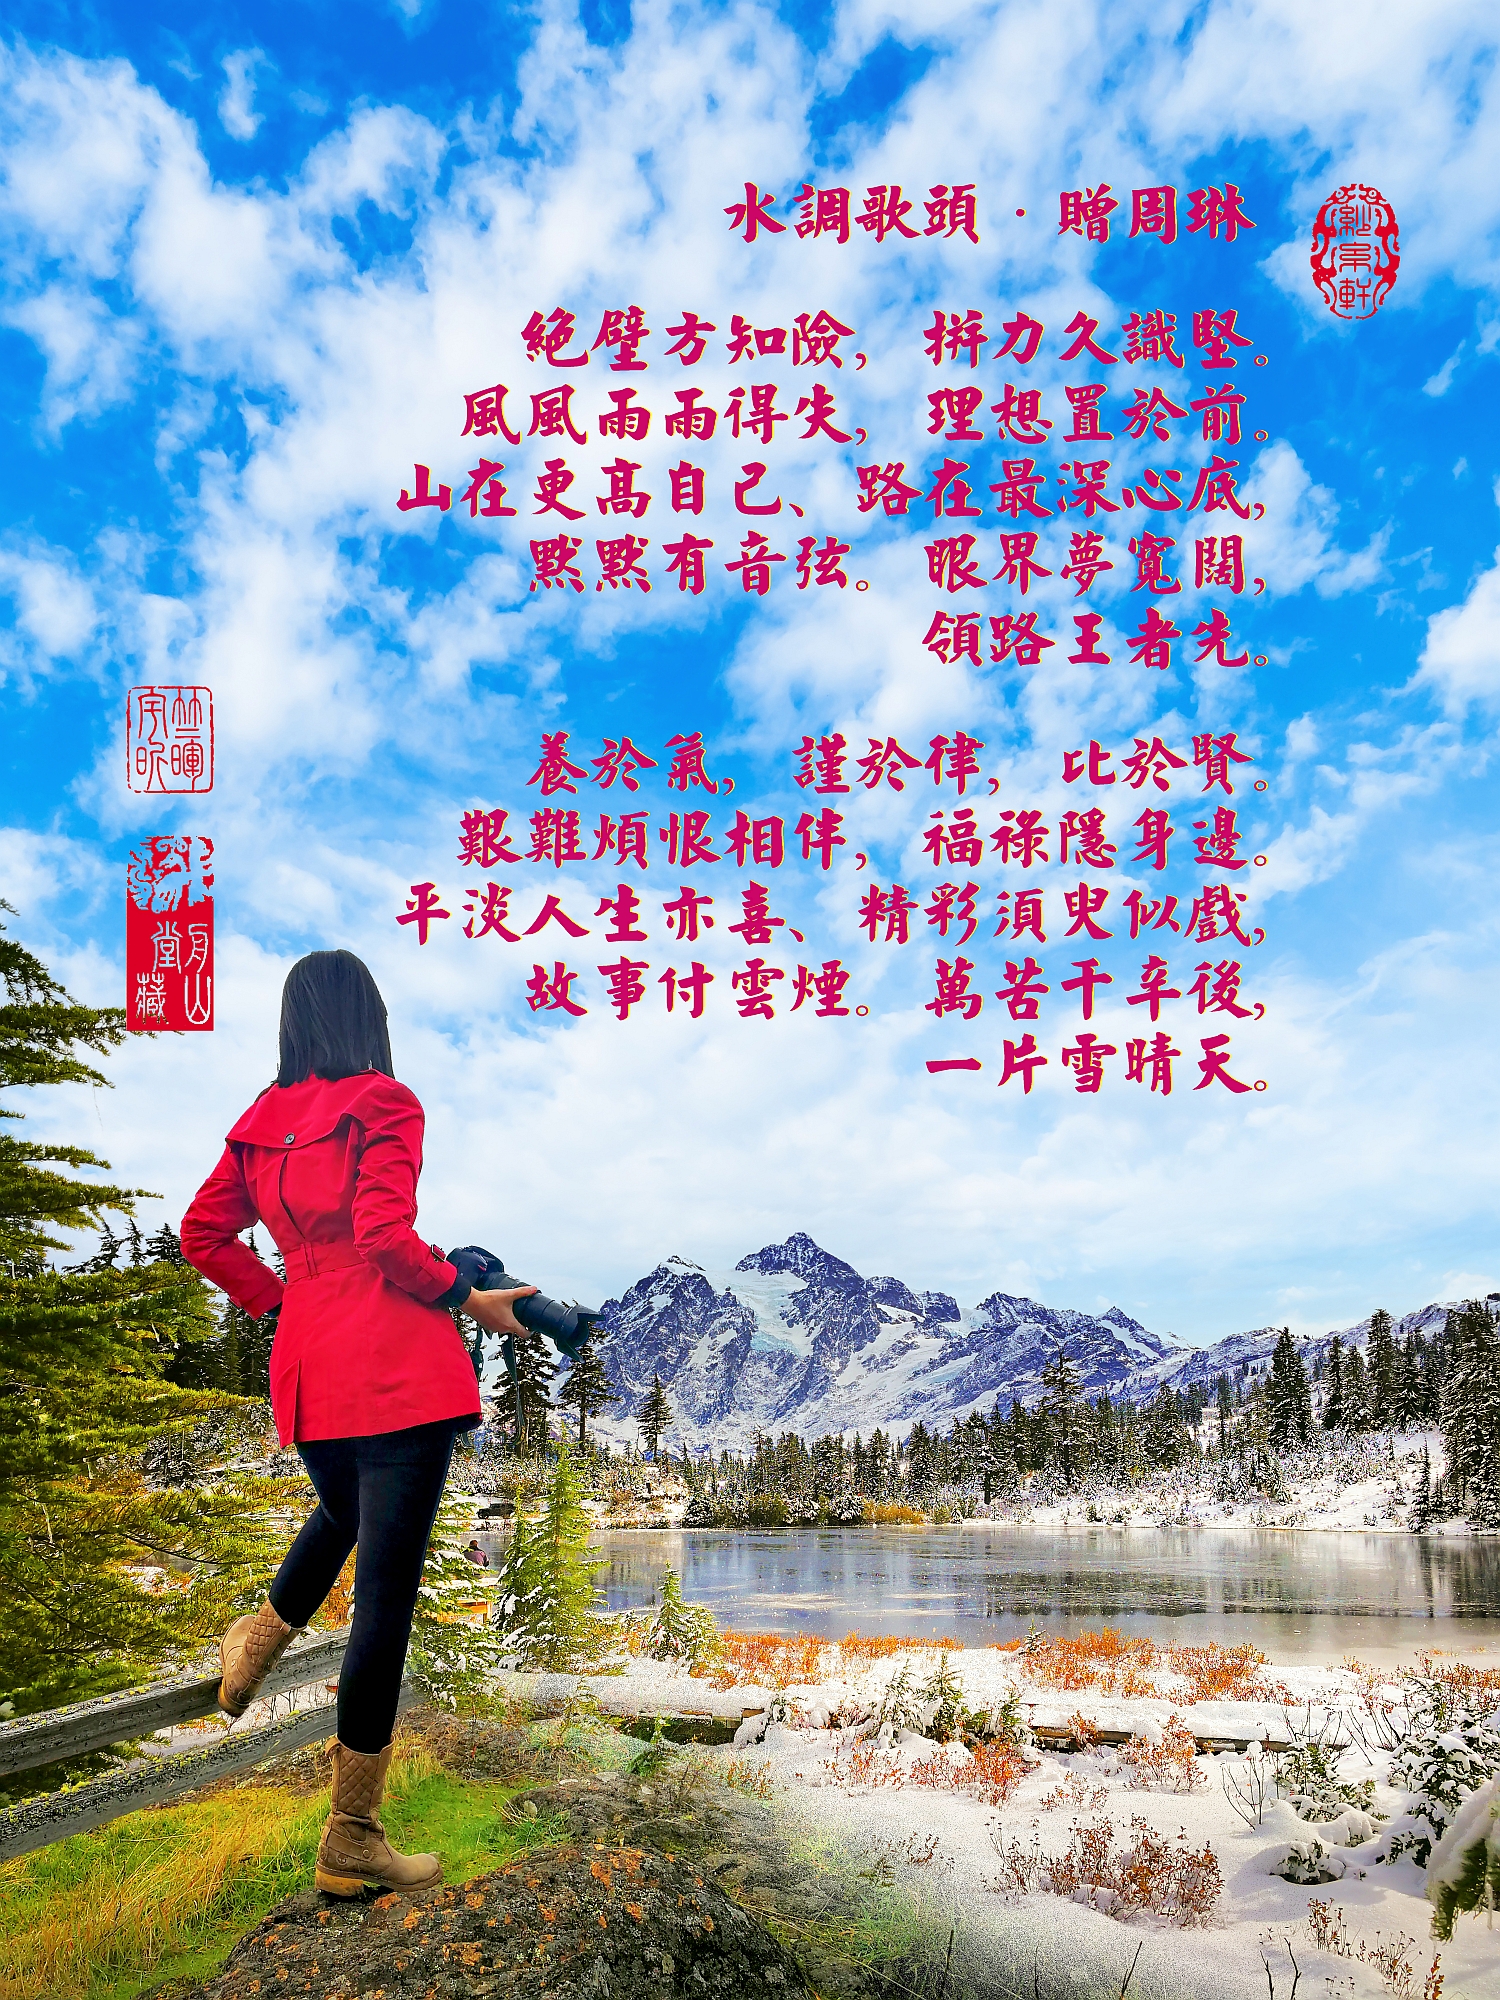 水調歌頭·贈周琳
絕壁方知險，拼力久識堅。
風風雨雨得失，理想置於前。
山在更高自己、路在最深心底，
默默有音弦。眼界夢寬闊，
領路王者先。
養於氣，謹於律，比於賢。
艱難煩恨相伴，福祿隱身邊。
平淡人生亦喜、精彩須臾似戲，
故事付雲煙。萬苦千辛後，
一片雪晴天。